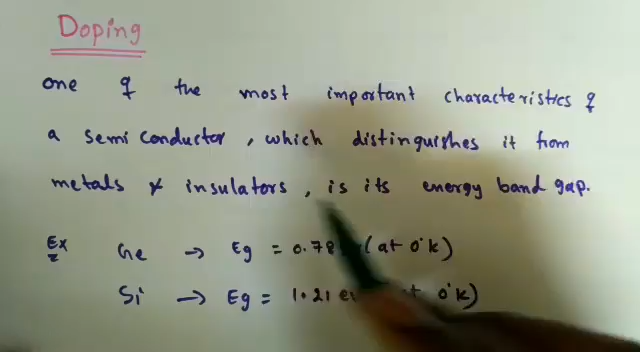 Doping
one of the most important characteristics of
a semi conductor, which distinguishes it from
metals & insulators, is its energy band gap.
Ex Ge → Eg = 0.78 (at 0°k)
Si → Eg = 1.21 e 0°k)